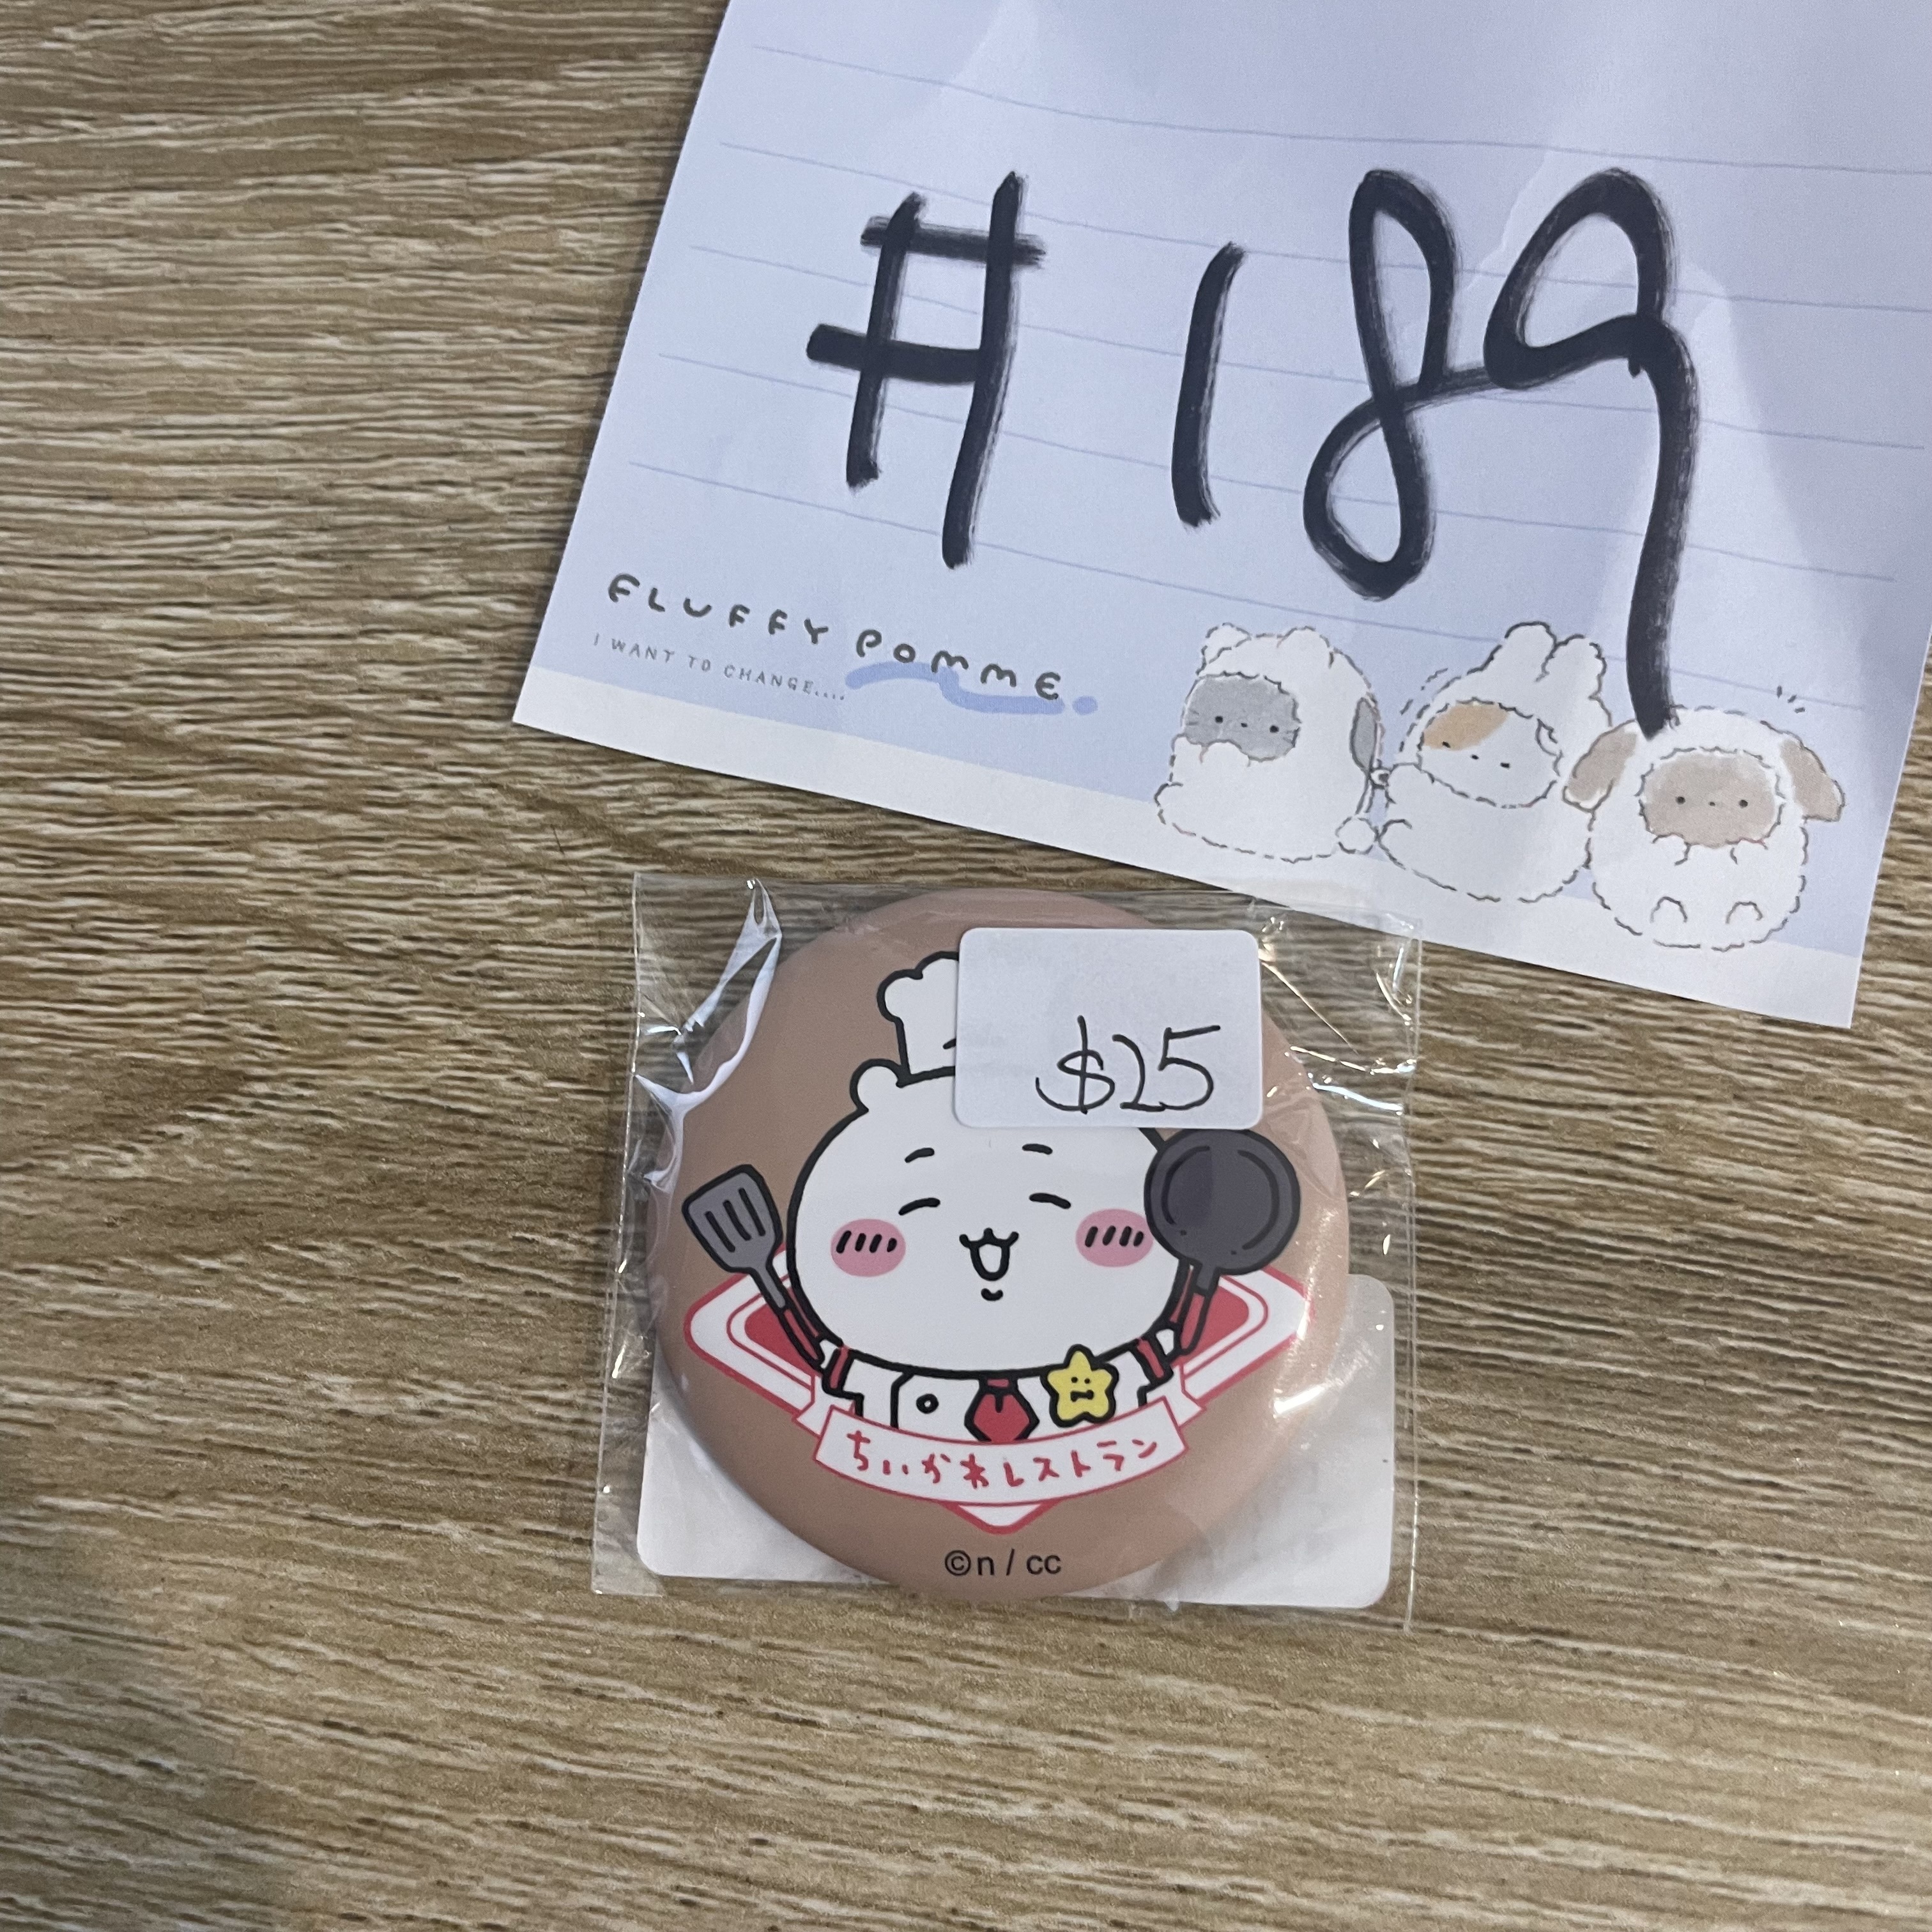 #189
FLUFFY POMME.
I WANT TO CHANGE....
$25
ちいかわレストラン
©n / cc